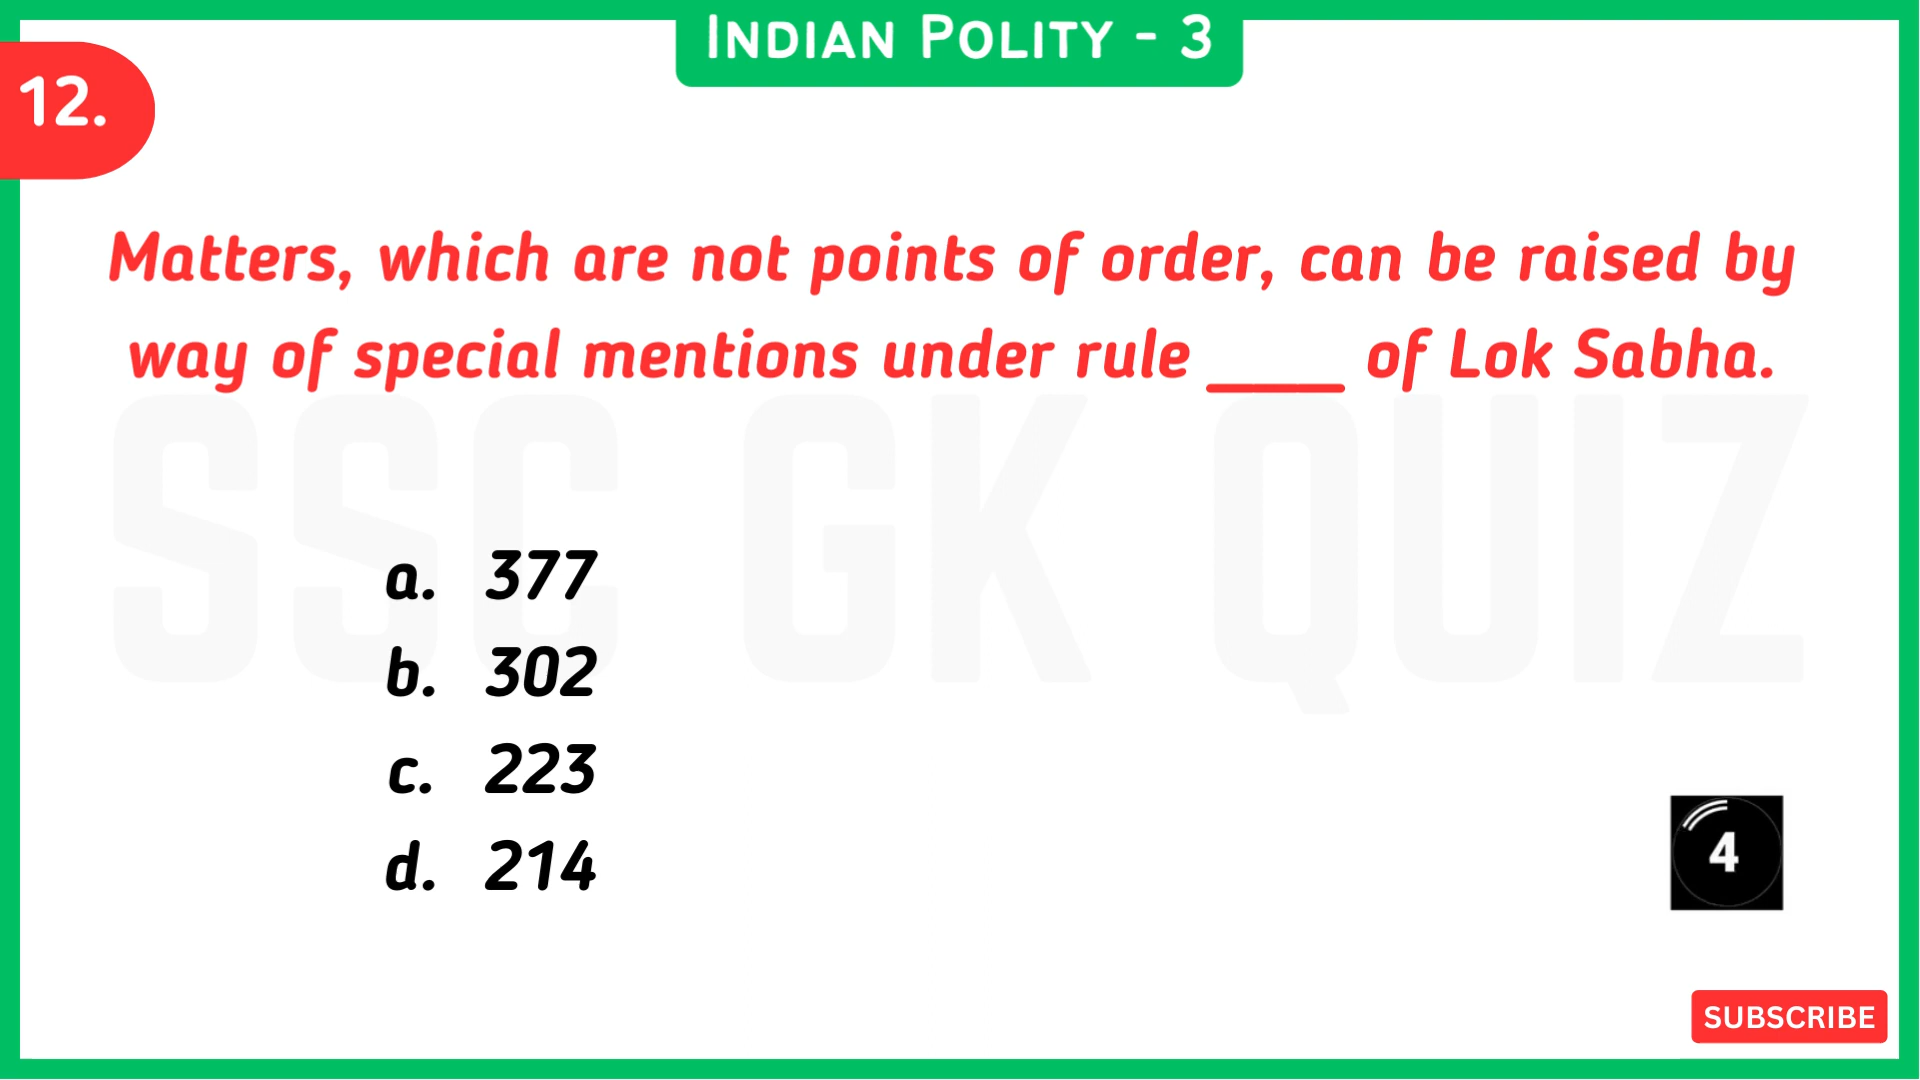 INDIAN POLITY - 3
12.
Matters, which are not points of order, can be raised by
way of special mentions under rule ____ of Lok Sabha.
SSC GK QUIZ
a. 377
b. 302
c. 223
d. 214
4
SUBSCRIBE